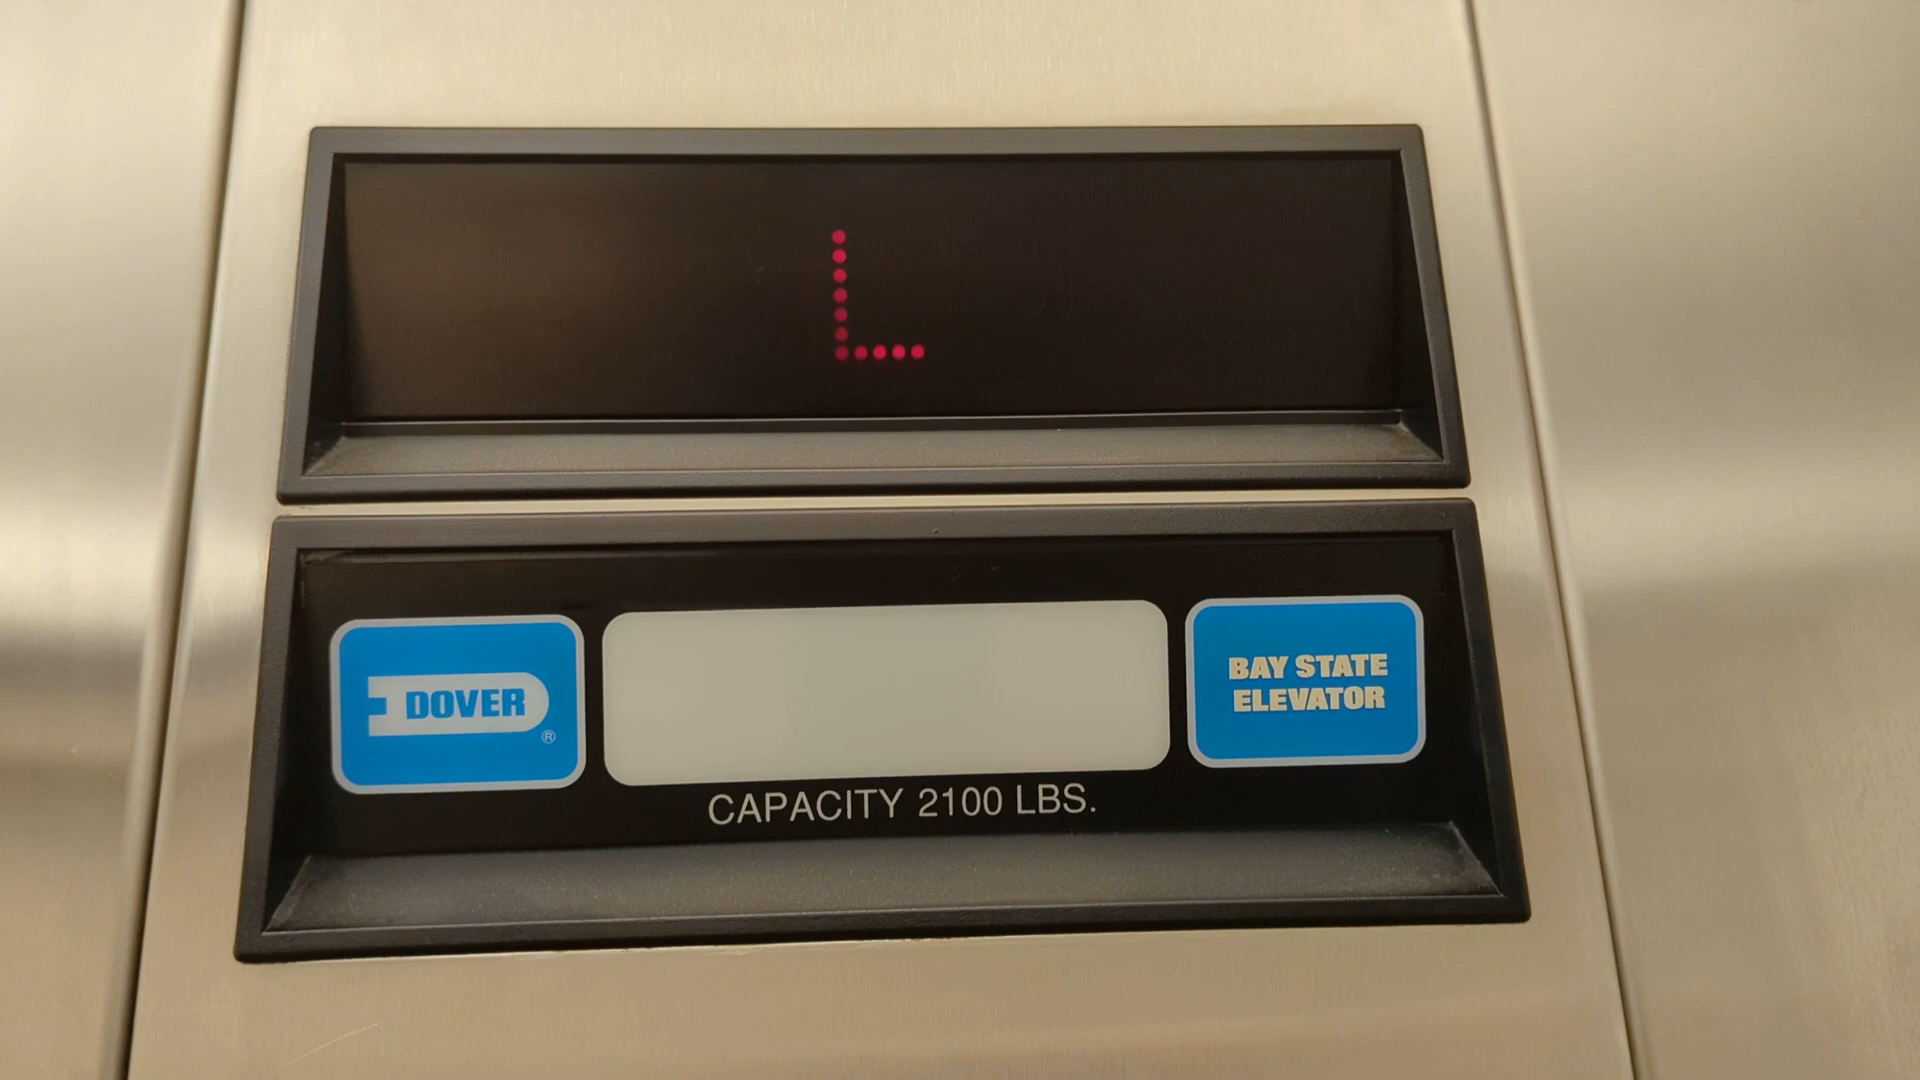 L
DOVER
®
BAY STATE
ELEVATOR
CAPACITY 2100 LBS.